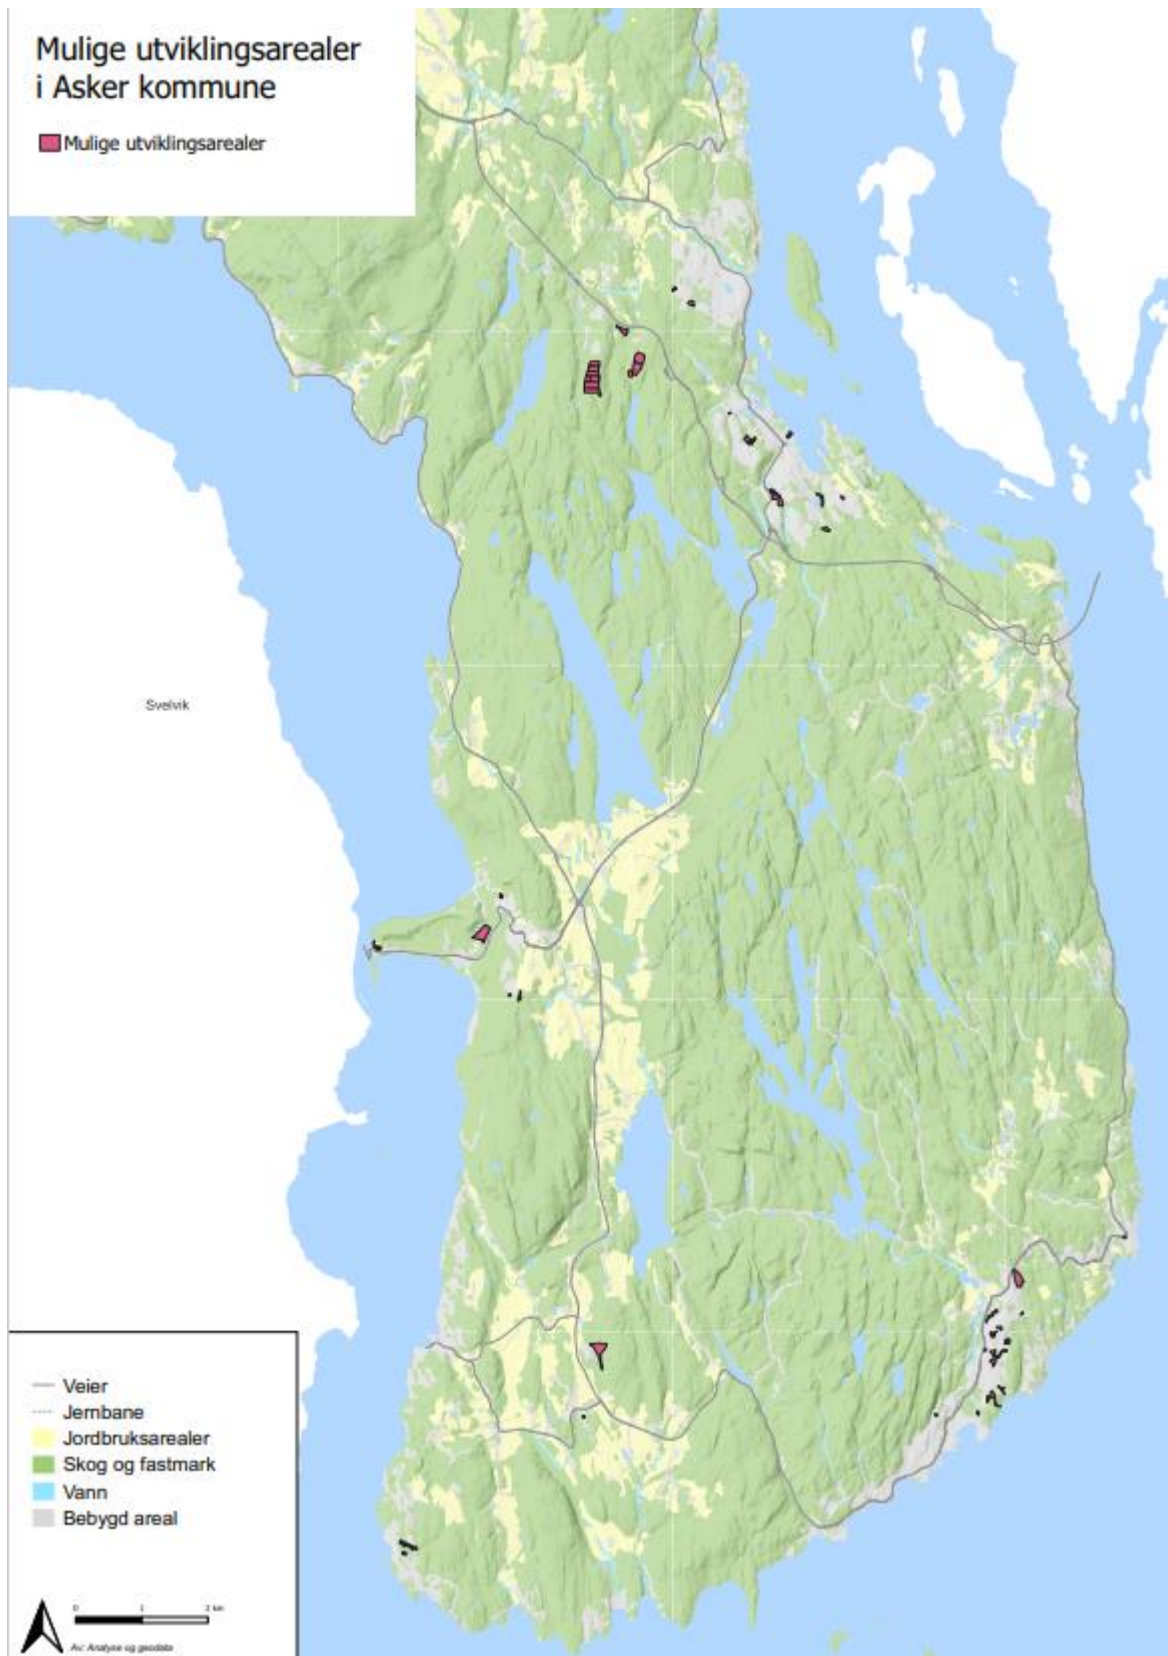 Mulige utviklingsarealer
i Asker kommune
Mulige utviklingsarealer
Svelvik
Veier
Jernbane
Jordbruksarealer
Skog og fastmark
Vann
Bebygd areal
0 1 2 km
Av: Analyse og geodata